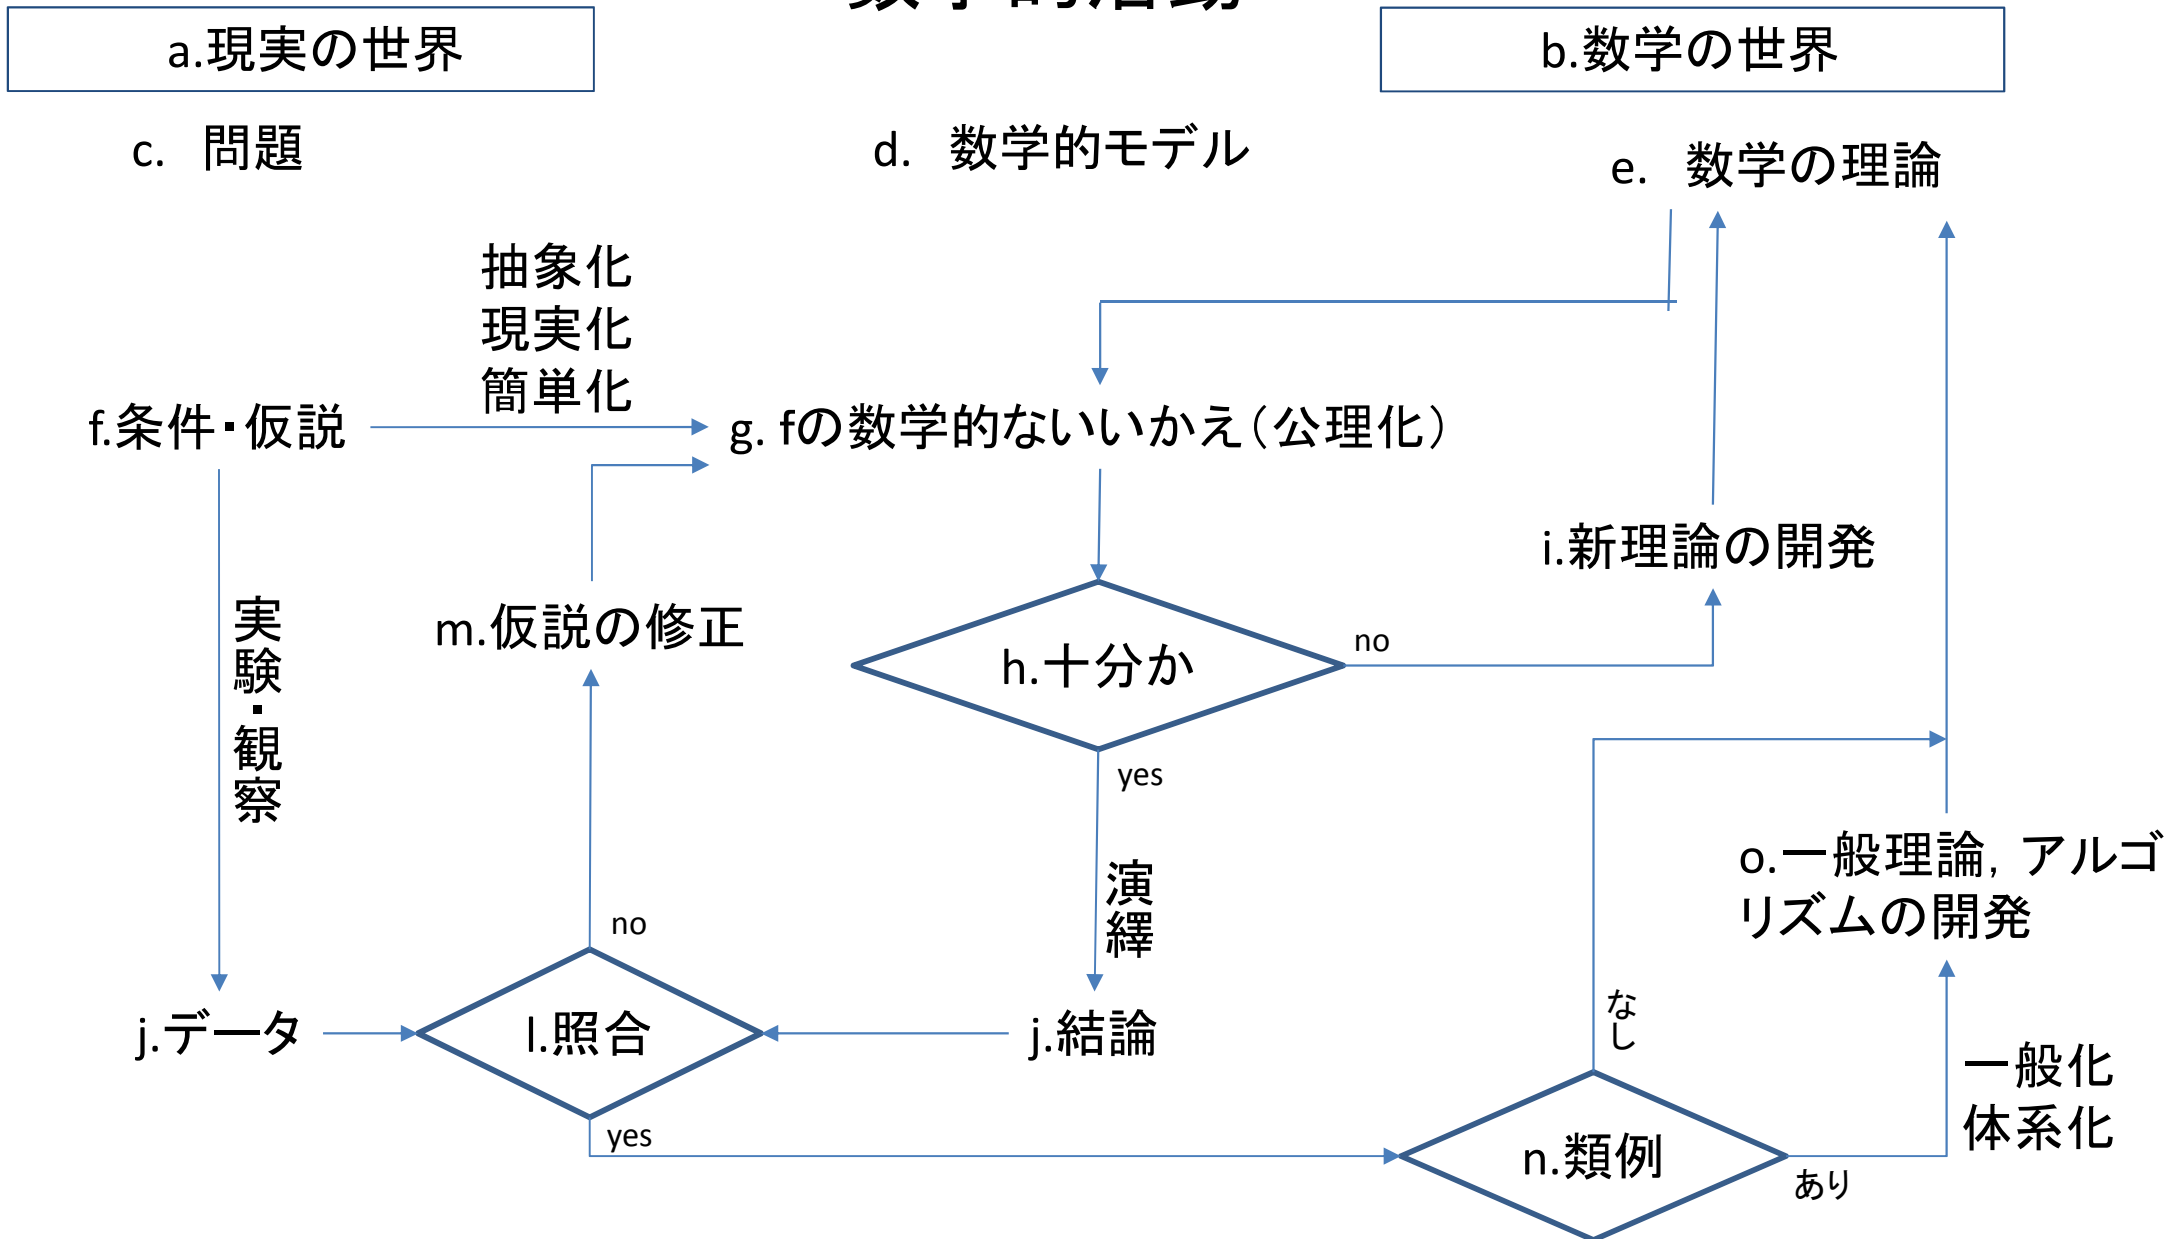 数学的活動
a.現実の世界
b.数学の世界
c. 問題
d. 数学的モデル
e. 数学の理論
抽象化
現実化
簡単化
f.条件・仮説
g. fの数学的ないいかえ（公理化）
i.新理論の開発
実験・観察
m.仮説の修正
h.十分か
no
yes
演繹
o.一般理論，アルゴ
リズムの開発
no
j.データ
l.照合
j.結論
なし
一般化
体系化
yes
n.類例
あり